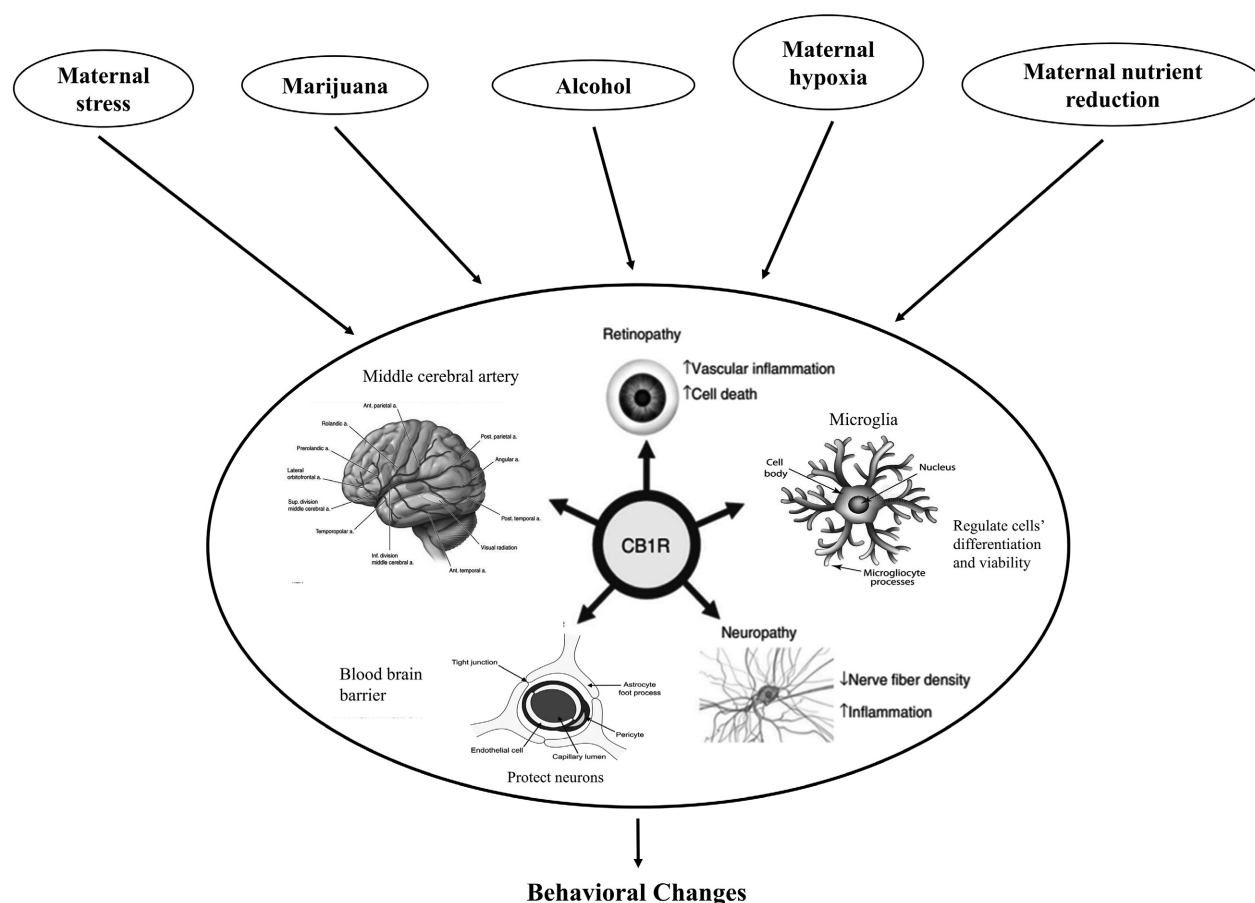 Maternal
stress
Marijuana
Alcohol
Maternal
hypoxia
Maternal nutrient
reduction
Retinopathy
↑Vascular inflammation
↑Cell death
Middle cerebral artery
Ant. parietal a.
Rolandic a.
Prerolandic a.
Lateral
orbitofrontal a.
Sup. division
middle cerebral a.
Temporopolar a.
Inf. division
middle cerebral a.
Ant. temporal a.
Visual radiation
Post. temporal a.
Angular a.
Post. parietal a.
Microglia
Cell
body
Nucleus
Microgliocyte
processes
Regulate cells’
differentiation
and viability
CB1R
Blood brain
barrier
Tight junction
Astrocyte
foot process
Pericyte
Endothelial cell
Capillary lumen
Protect neurons
Neuropathy
↓Nerve fiber density
↑Inflammation
Behavioral Changes